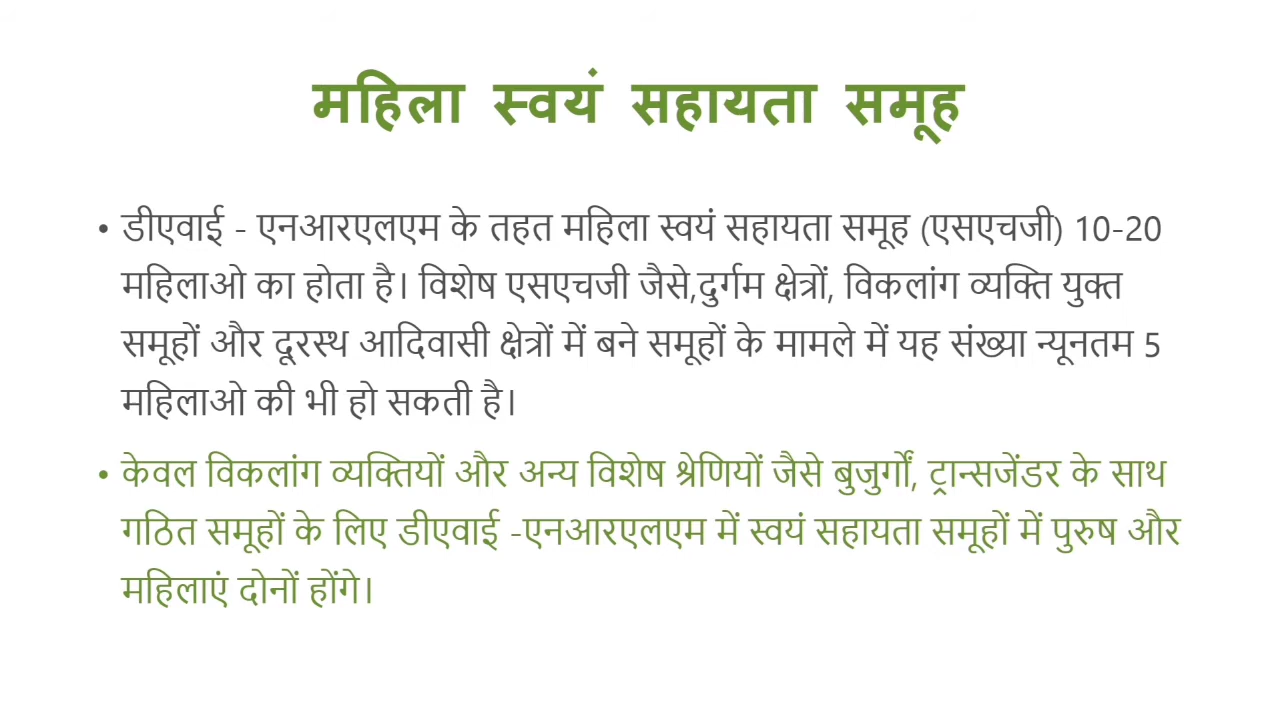 महिला स्वयं सहायता समूह
• डीएवाई - एनआरएलएम के तहत महिला स्वयं सहायता समूह (एसएचजी) 10-20
महिलाओ का होता है। विशेष एसएचजी जैसे,दुर्गम क्षेत्रों, विकलांग व्यक्ति युक्त
समूहों और दूरस्थ आदिवासी क्षेत्रों में बने समूहों के मामले में यह संख्या न्यूनतम 5
महिलाओ की भी हो सकती है।
• केवल विकलांग व्यक्तियों और अन्य विशेष श्रेणियों जैसे बुजुर्गों, ट्रान्सजेंडर के साथ
गठित समूहों के लिए डीएवाई -एनआरएलएम में स्वयं सहायता समूहों में पुरुष और
महिलाएं दोनों होंगे।